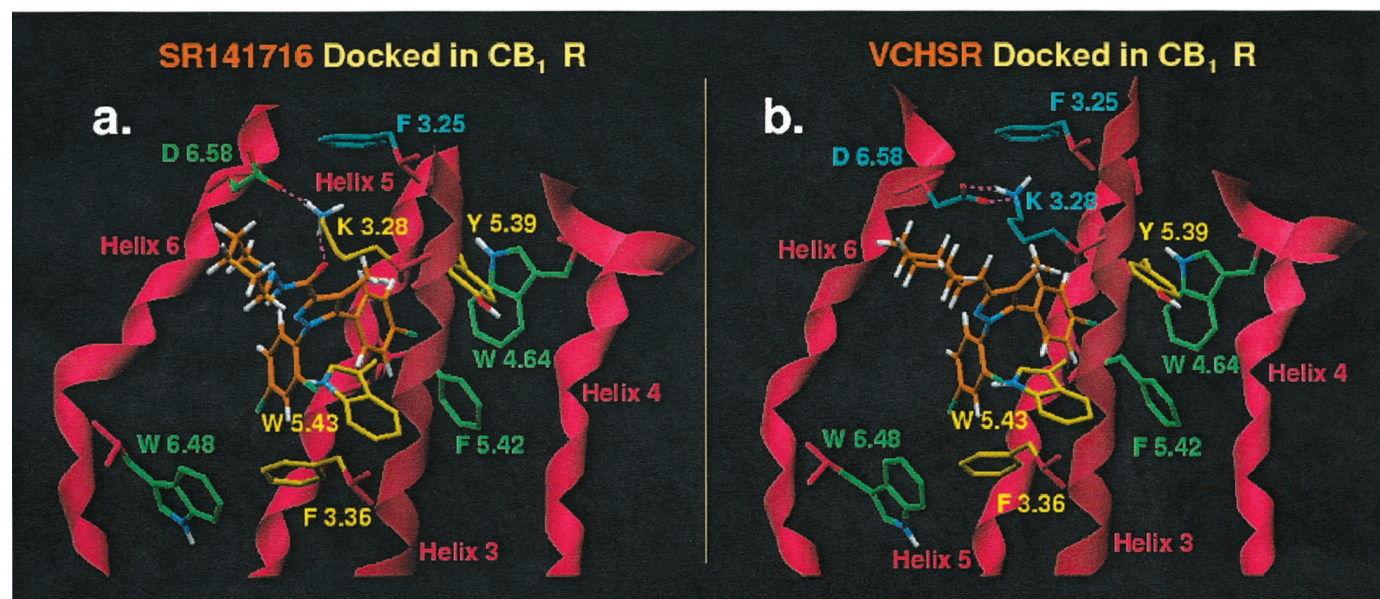 SR141716 Docked in CB₁ R
a.
F 3.25
D 6.58
Helix 5
K 3.28
Y 5.39
Helix 6
W 4.64
Helix 4
W 5.43
W 6.48
F 5.42
F 3.36
Helix 3
VCHSR Docked in CB₁ R
b.
F 3.25
D 6.58
K 3.28
Y 5.39
Helix 6
W 4.64
Helix 4
W 5.43
W 6.48
F 5.42
F 3.36
Helix 3
Helix 5